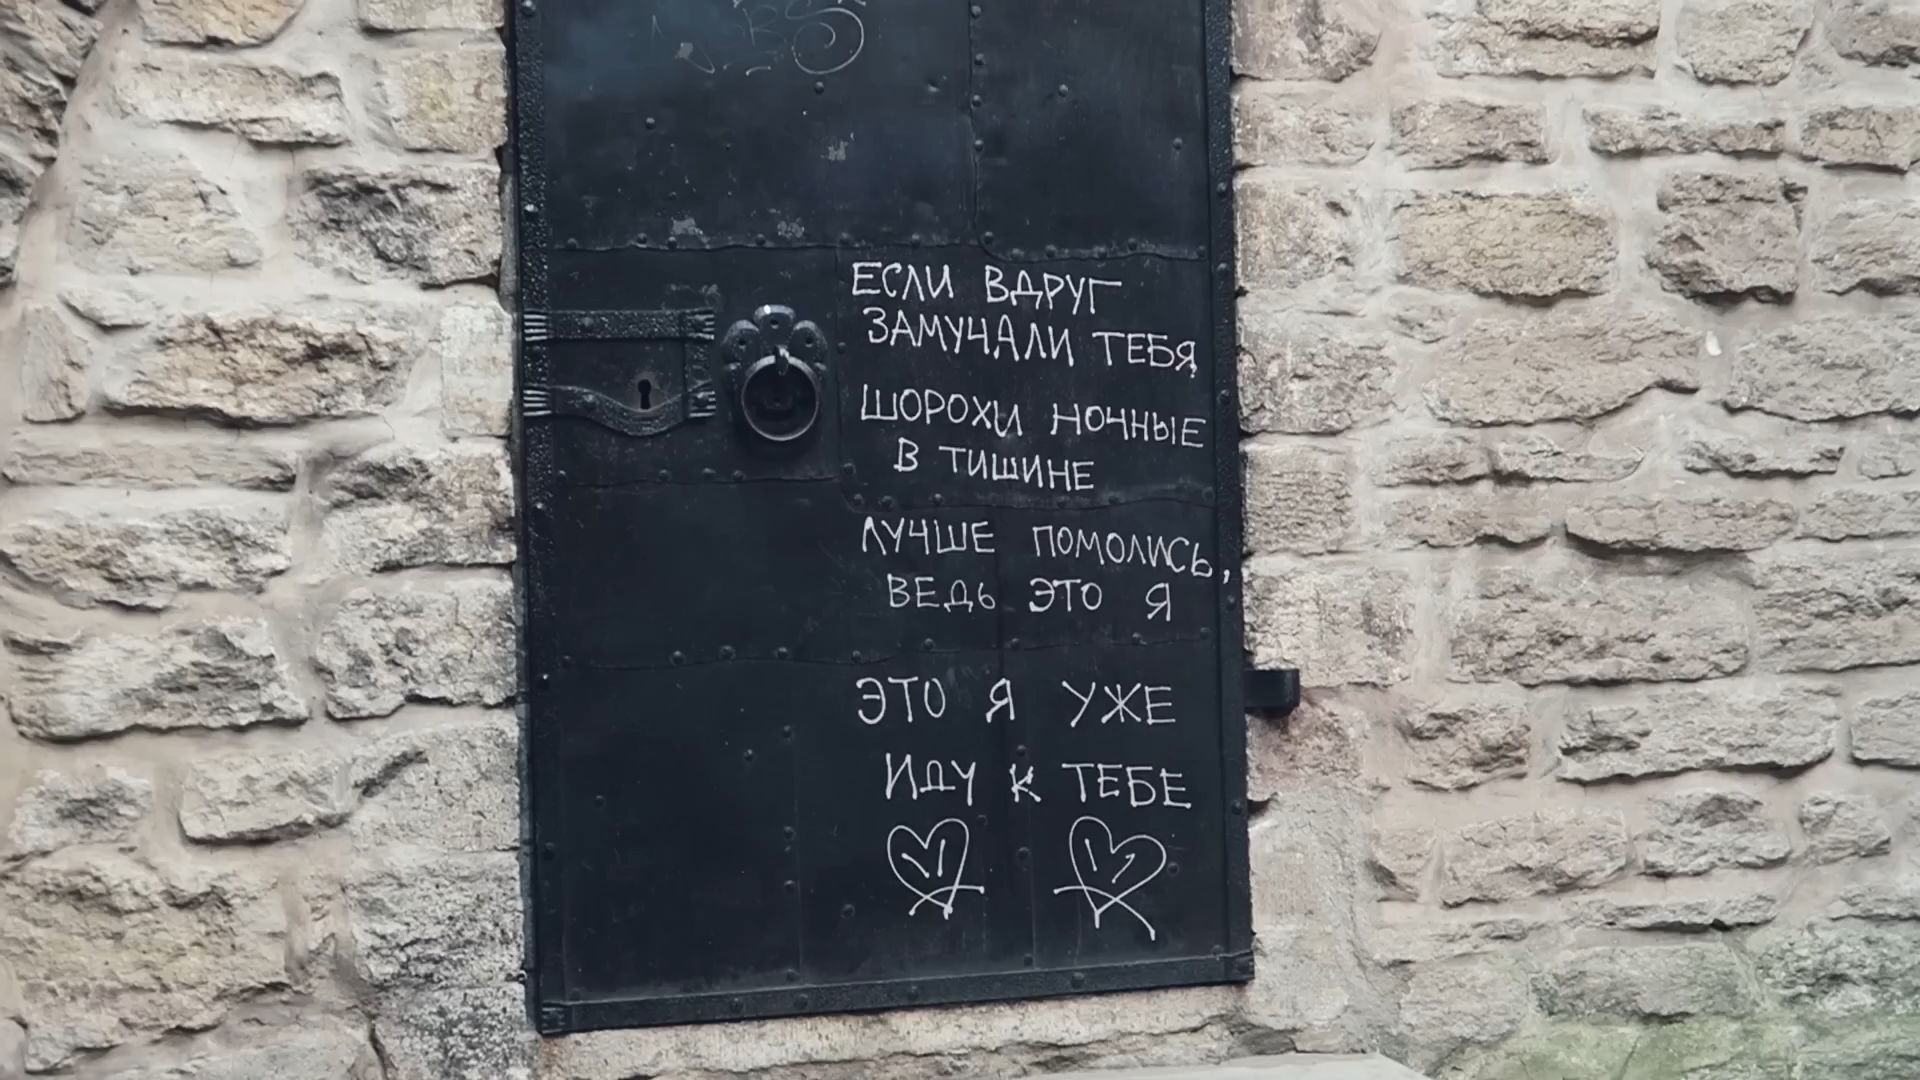 ЕСЛИ ВДРУГ
ЗАМУЧАЛИ ТЕБЯ
ШОРОХИ НОЧНЫЕ
В ТИШИНЕ
ЛУЧШЕ ПОМОЛИСЬ,
ВЕДЬ ЭТО Я
ЭТО Я УЖЕ
ИДУ К ТЕБЕ